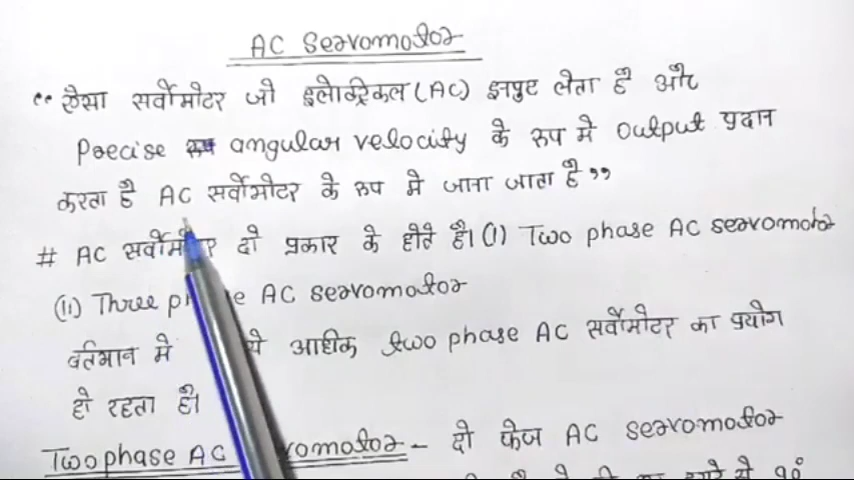 AC Servomotor
“ ऐसा सर्वोमोटर जो इलेक्ट्रिकल (AC) इनपुट लेता है और
Precise angular velocity के रूप मे output प्रदान
करता है AC सर्वोमोटर के रूप मे जाना जाता है”
# AC सर्वोमोटर दो प्रकार के होते है। (I) Two phase AC servomotor
(II) Three AC servomotor
वर्तमान मे आधीक two phase AC सर्वोमोटर का प्रयोग
हो रहता है।
Two phase AC - दो फेज AC servomotor
90°